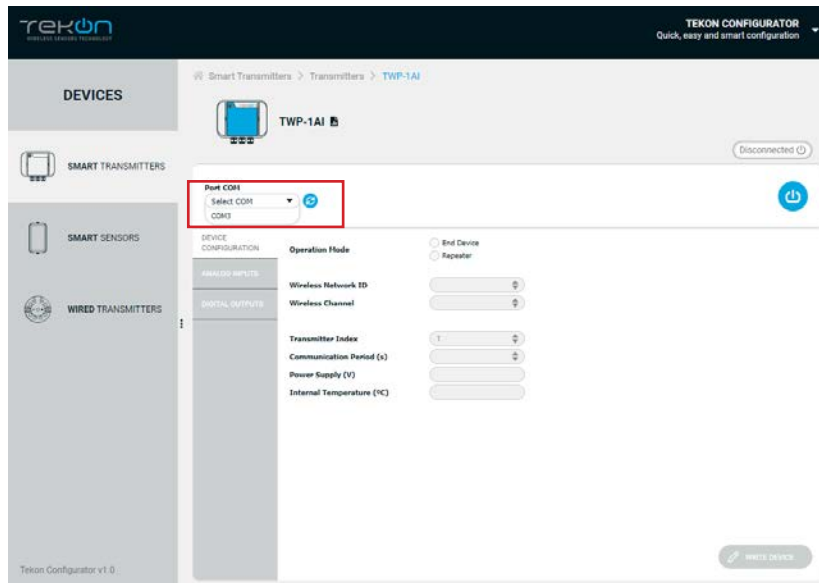 TEKON
WIRELESS SENSORS TECHNOLOGY
TEKON CONFIGURATOR
Quick, easy and smart configuration
DEVICES
SMART TRANSMITTERS
SMART SENSORS
WIRED TRANSMITTERS
Tekon Configurator v1.0
Smart Transmitters > Transmitters > TWP-1AI
TWP-1AI
Disconnected
Port COM
Select COM
COM3
DEVICE
CONFIGURATION
ANALOG INPUTS
DIGITAL OUTPUTS
Operation Mode
End Device
Repeater
Wireless Network ID
Wireless Channel
Transmitter Index
1
Communication Period (s)
Power Supply (V)
Internal Temperature (ºC)
WRITE DEVICE